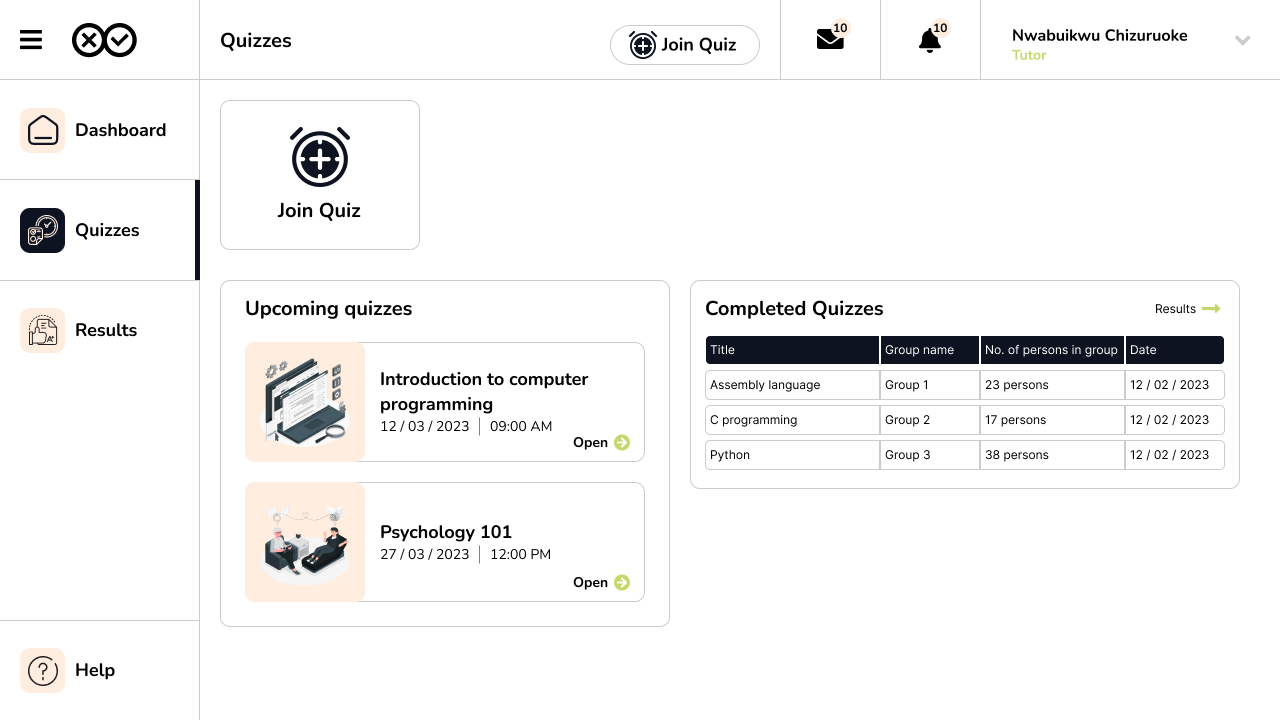 Quizzes
Join Quiz
10
10
Nwabuikwu Chizuruoke
Tutor
Dashboard
Quizzes
Results
Help
Join Quiz
Upcoming quizzes
Introduction to computer
programming
12 / 03 / 2023 | 09:00 AM
Open
Psychology 101
27 / 03 / 2023 | 12:00 PM
Open
Completed Quizzes
Results
Title Group name No. of persons in group Date
Assembly language Group 1 23 persons 12 / 02 / 2023
C programming Group 2 17 persons 12 / 02 / 2023
Python Group 3 38 persons 12 / 02 / 2023